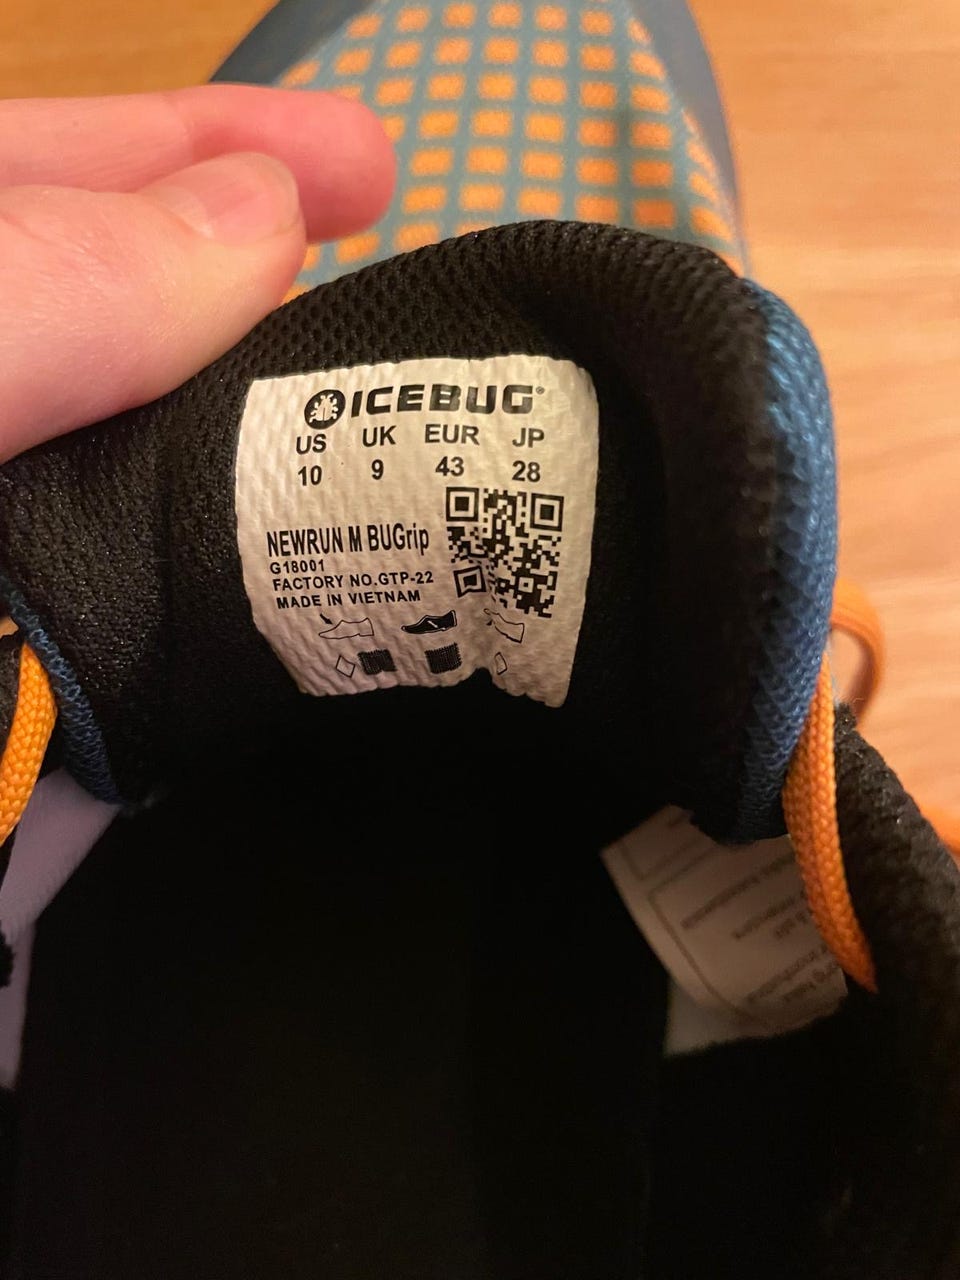 ICEBUG®
US UK EUR JP
10 9 43 28
NEWRUN M BUGrip
G18001
FACTORY NO.GTP-22
MADE IN VIETNAM